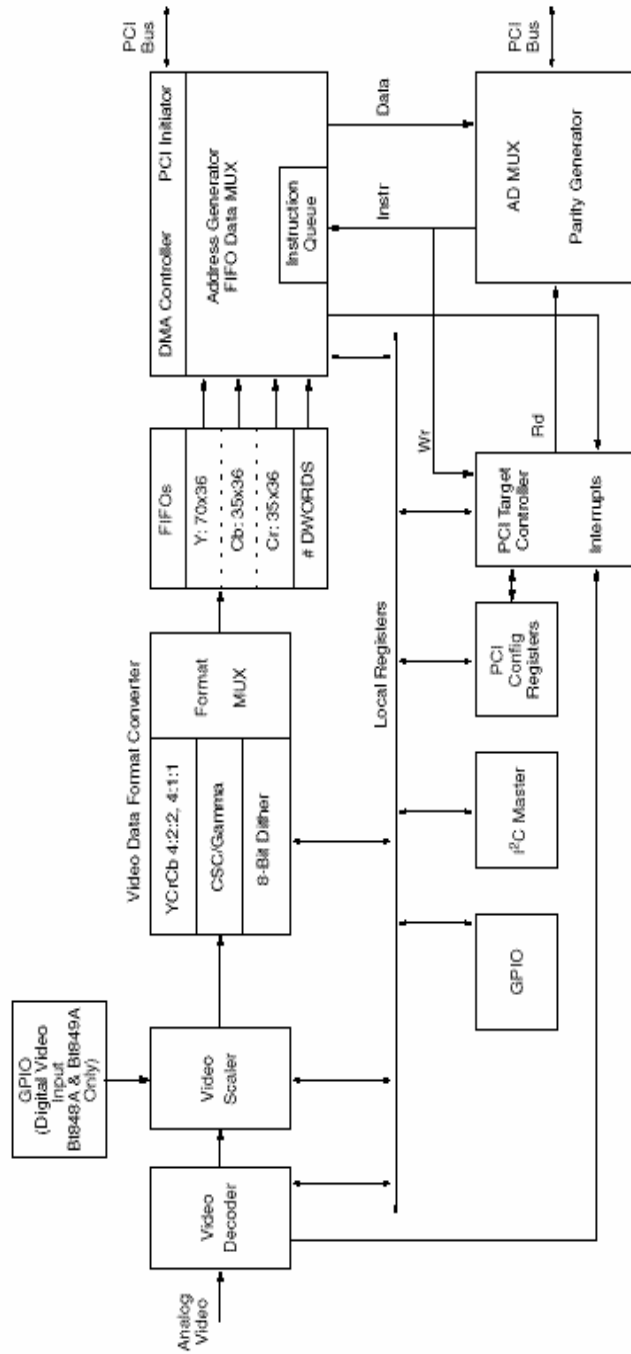 Analog
Video
Video
Decoder
GPIO
(Digital Video
Input
Bt848A & Bt849A
Only)
Video
Scaler
Video Data Format Converter
YCrCb 4:2:2, 4:1:1
CSC/Gamma
8-Bit Dither
Format
MUX
FIFOs
Y: 70x36
Cb: 35x36
Cr: 35x36
# DWORDS
DMA Controller
PCI Initiator
Address Generator
FIFO Data MUX
Instruction
Queue
PCI
Bus
Local Registers
Wr
Instr
Data
GPIO
I²C Master
PCI
Config
Registers
PCI Target
Controller
Interrupts
Rd
AD MUX
Parity Generator
PCI
Bus